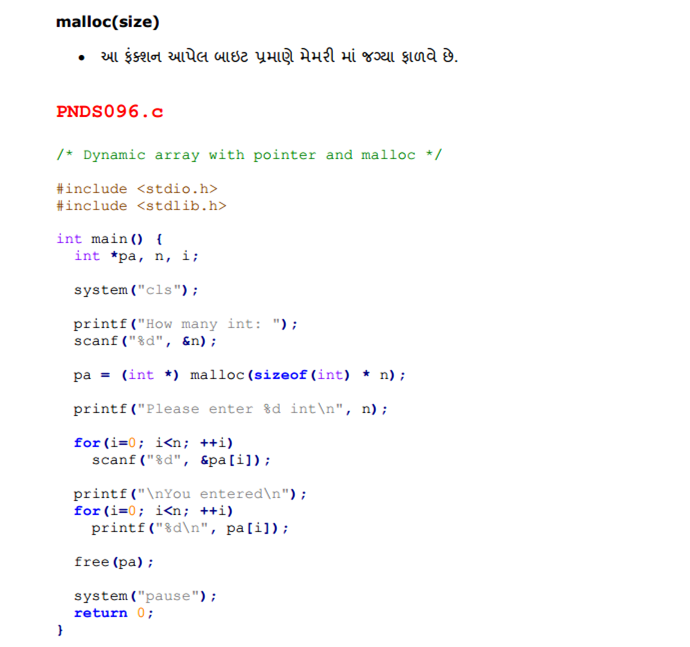 malloc(size)
• આ ફંક્શન આપેલ બાઇટ પ્રમાણે મેમરી માં જગ્યા ફાળવે છે.
PNDS096.c
/* Dynamic array with pointer and malloc */
#include <stdio.h>
#include <stdlib.h>
int main() {
int *pa, n, i;
system("cls");
printf("How many int: ");
scanf("%d", &n);
pa = (int *) malloc(sizeof(int) * n);
printf("Please enter %d int\n", n);
for(i=0; i<n; ++i)
scanf("%d", &pa[i]);
printf("\nYou entered\n");
for(i=0; i<n; ++i)
printf("%d\n", pa[i]);
free(pa);
system("pause");
return 0;
}